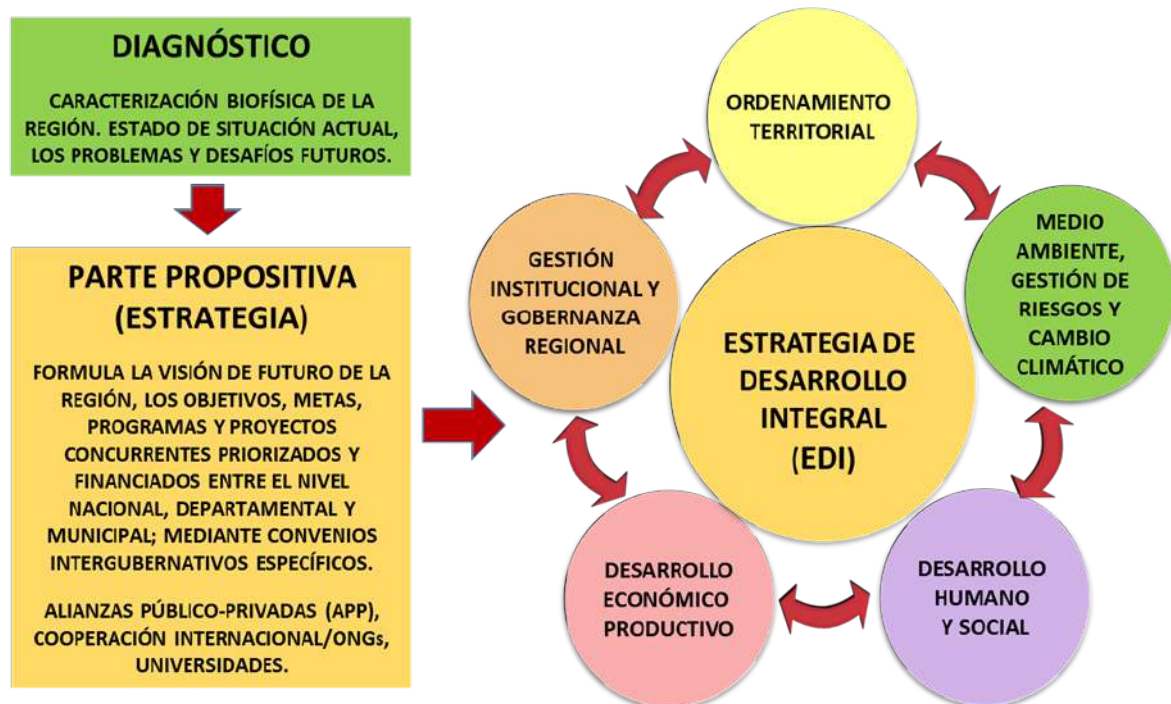 DIAGNÓSTICO
CARACTERIZACIÓN BIOFÍSICA DE LA
REGIÓN. ESTADO DE SITUACIÓN ACTUAL,
LOS PROBLEMAS Y DESAFÍOS FUTUROS.
PARTE PROPOSITIVA
(ESTRATEGIA)
FORMULA LA VISIÓN DE FUTURO DE LA
REGIÓN, LOS OBJETIVOS, METAS,
PROGRAMAS Y PROYECTOS
CONCURRENTES PRIORIZADOS Y
FINANCIADOS ENTRE EL NIVEL
NACIONAL, DEPARTAMENTAL Y
MUNICIPAL; MEDIANTE CONVENIOS
INTERGUBERNATIVOS ESPECÍFICOS.
ALIANZAS PÚBLICO-PRIVADAS (APP),
COOPERACIÓN INTERNACIONAL/ONGs,
UNIVERSIDADES.
ORDENAMIENTO
TERRITORIAL
MEDIO
AMBIENTE,
GESTIÓN DE
RIESGOS Y
CAMBIO
CLIMÁTICO
DESARROLLO
HUMANO
Y SOCIAL
DESARROLLO
ECONÓMICO
PRODUCTIVO
GESTIÓN
INSTITUCIONAL Y
GOBERNANZA
REGIONAL
ESTRATEGIA DE
DESARROLLO
INTEGRAL
(EDI)